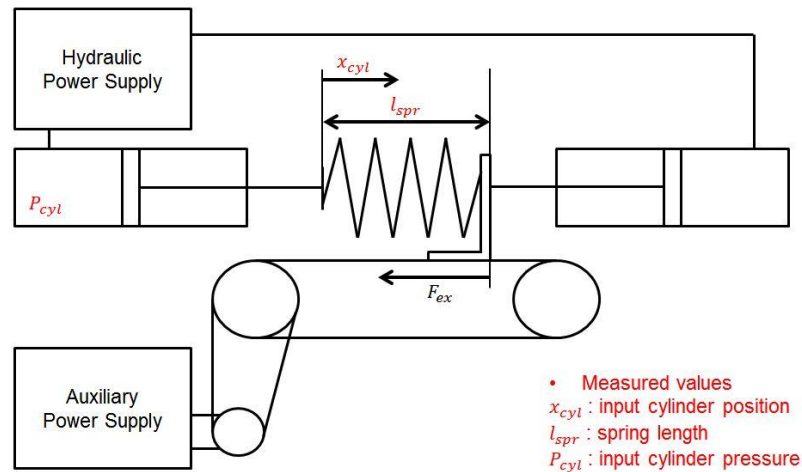 Hydraulic
Power Supply
x_cyl
l_spr
P_cyl
F_ex
Auxiliary
Power Supply
• Measured values
x_cyl : input cylinder position
l_spr : spring length
P_cyl : input cylinder pressure